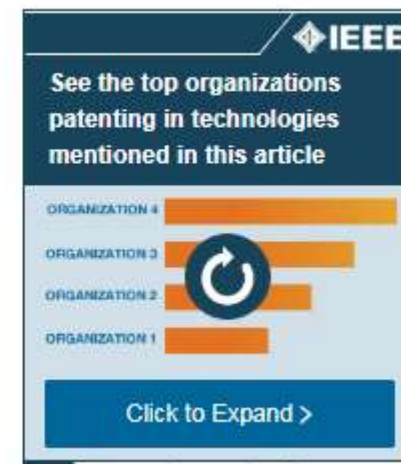 IEEE
See the top organizations
patenting in technologies
mentioned in this article
ORGANIZATION 4
ORGANIZATION 3
ORGANIZATION 2
ORGANIZATION 1
Click to Expand >